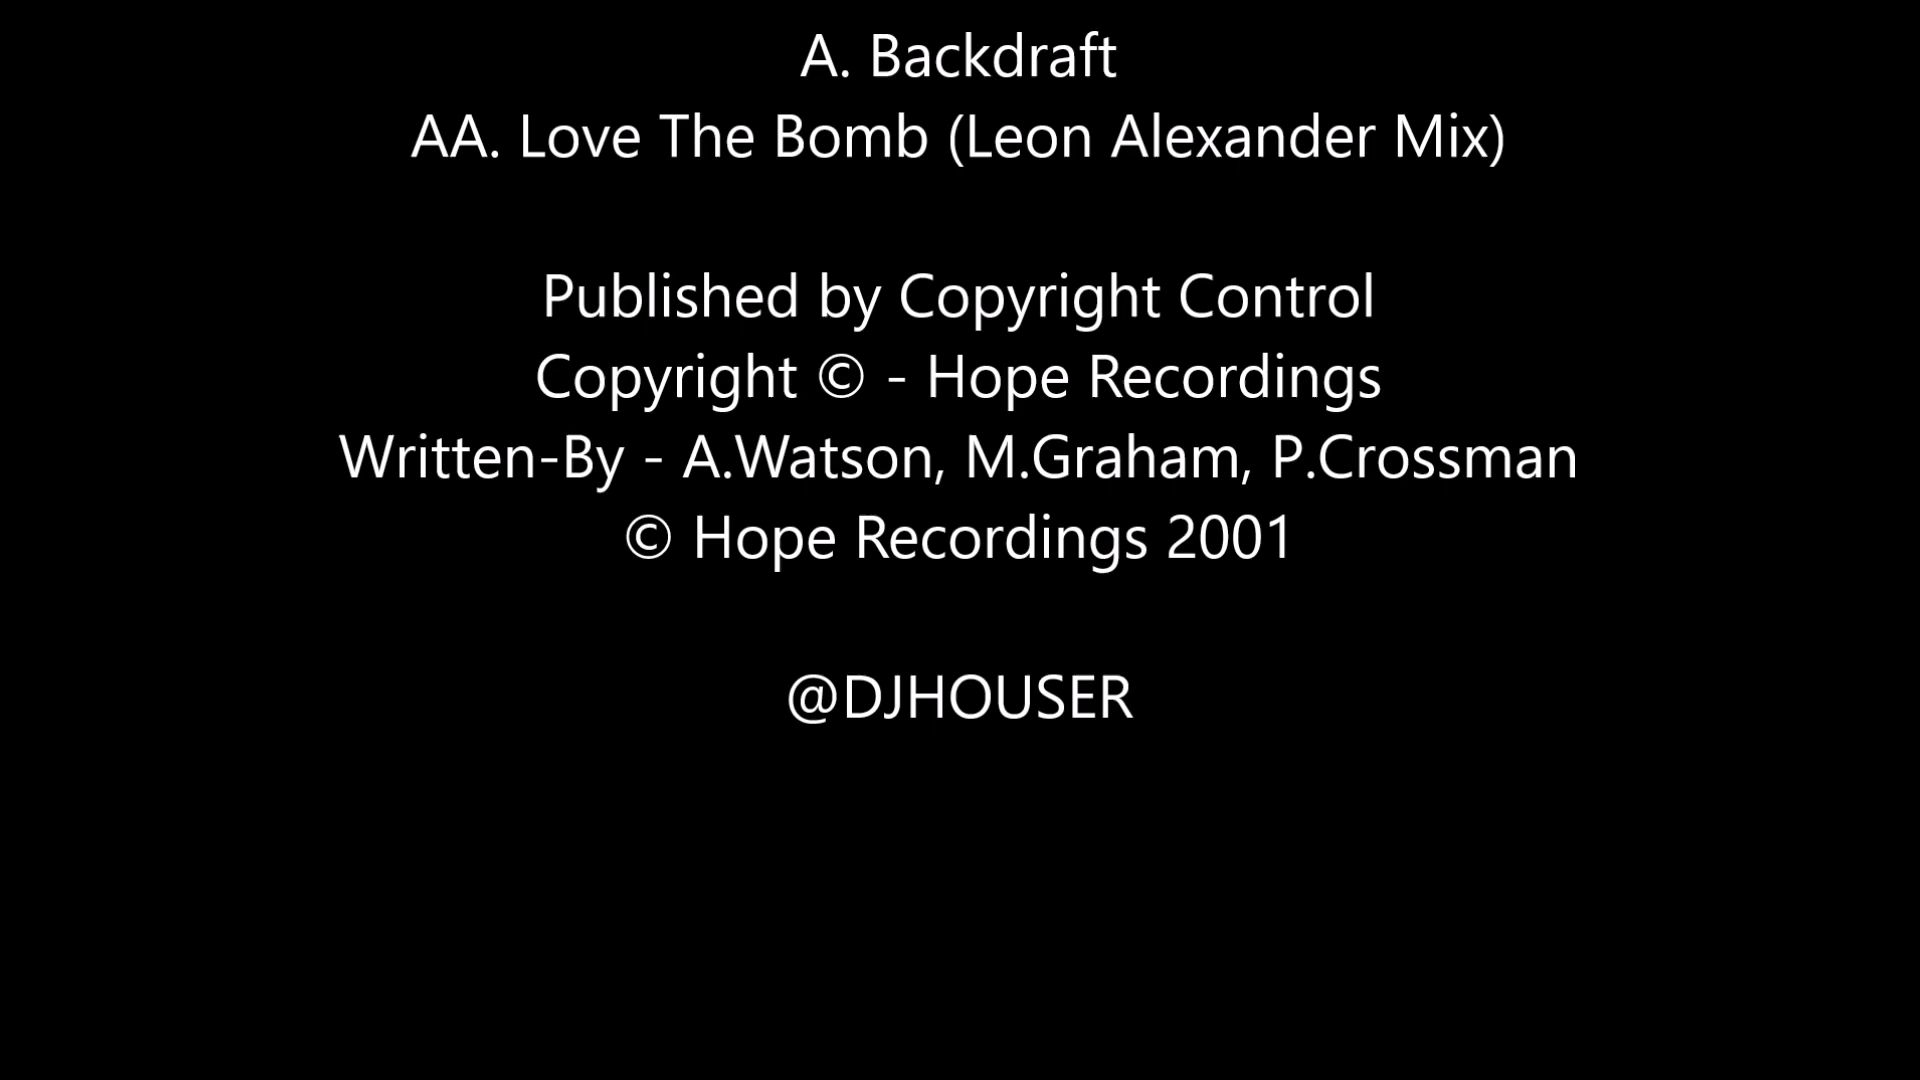 A. Backdraft
AA. Love The Bomb (Leon Alexander Mix)
Published by Copyright Control
Copyright © - Hope Recordings
Written-By - A.Watson, M.Graham, P.Crossman
© Hope Recordings 2001
@DJHOUSER